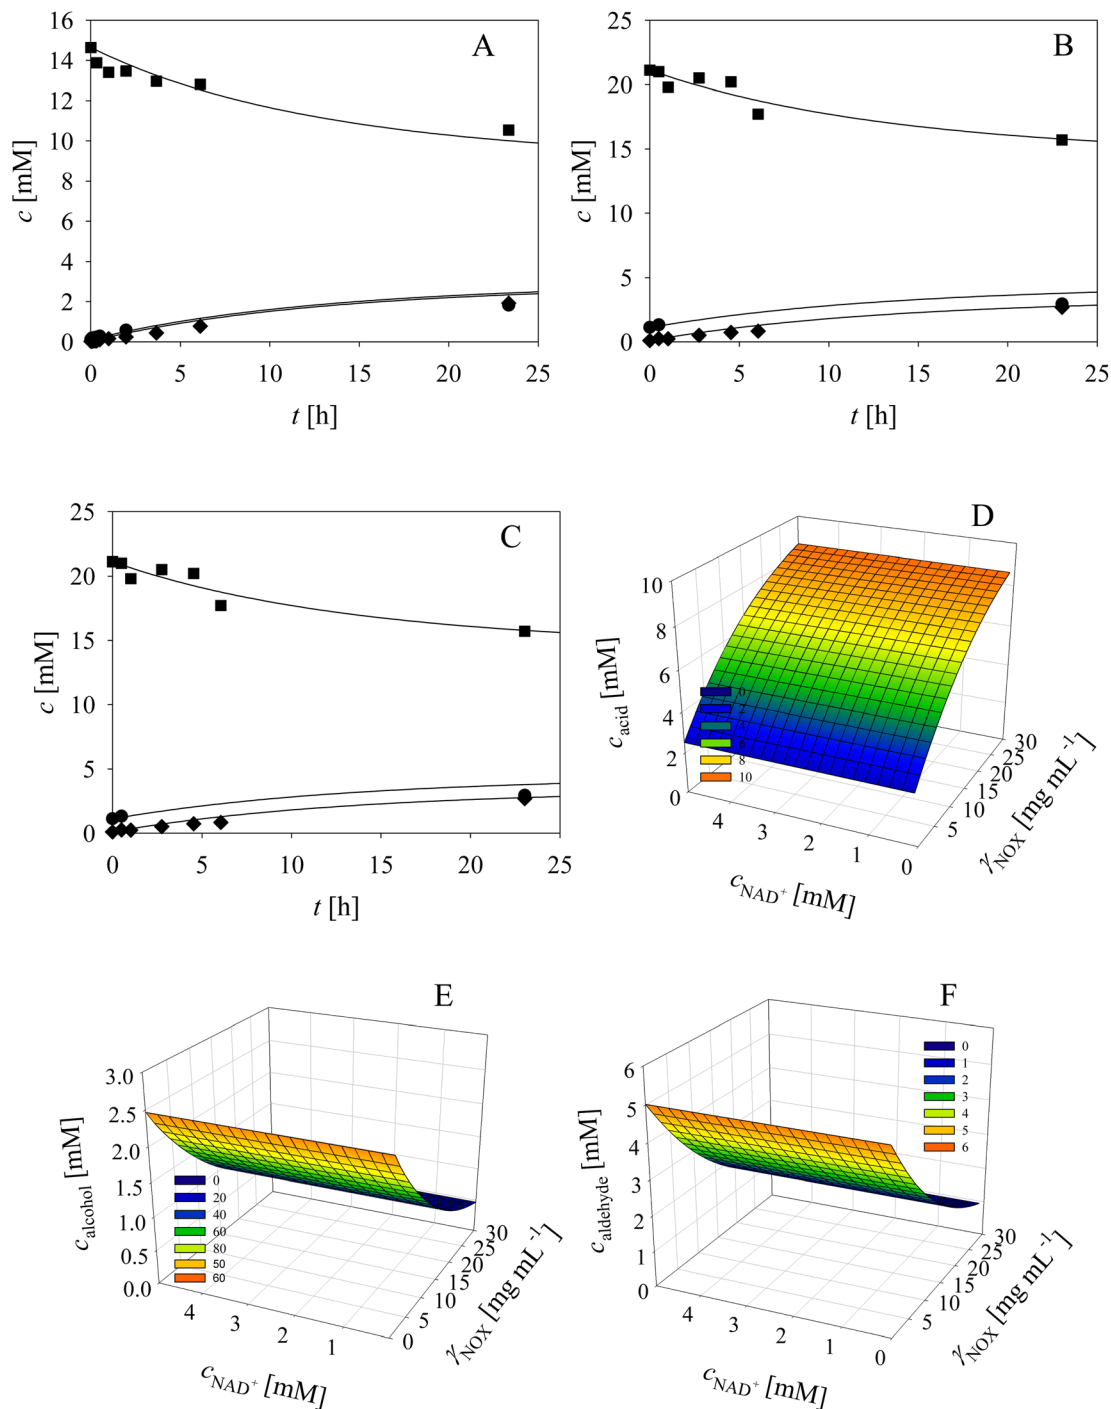 A
16
14
12
10
8
6
4
2
0
c [mM]
0 5 10 15 20 25
t [h]
B
25
20
15
10
5
0
c [mM]
0 5 10 15 20 25
t [h]
C
25
20
15
10
5
0
c [mM]
0 5 10 15 20 25
t [h]
D
10
8
6
4
2
0
c_acid [mM]
0
2
4
6
8
10
4 3 2 1 0
c_NAD⁺ [mM]
5 10 15 20 25 30
γ_NOX [mg mL⁻¹]
E
3.0
2.5
2.0
1.5
1.0
0.5
0.0
c_alcohol [mM]
0
20
40
60
80
50
60
4 3 2 1 0
c_NAD⁺ [mM]
5 10 15 20 25 30
γ_NOX [mg mL⁻¹]
F
6
5
4
3
2
1
0
c_aldehyde [mM]
0
1
2
3
4
5
6
4 3 2 1 0
c_NAD⁺ [mM]
5 10 15 20 25 30
γ_NOX [mg mL⁻¹]